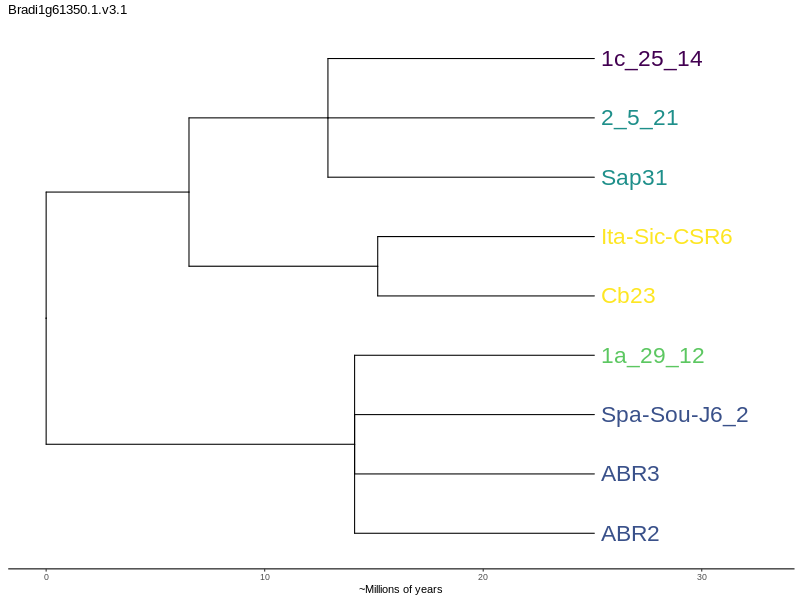 Bradi1g61350.1.v3.1
1c_25_14
2_5_21
Sap31
Ita-Sic-CSR6
Cb23
1a_29_12
Spa-Sou-J6_2
ABR3
ABR2
0 10 20 30
~Millions of years